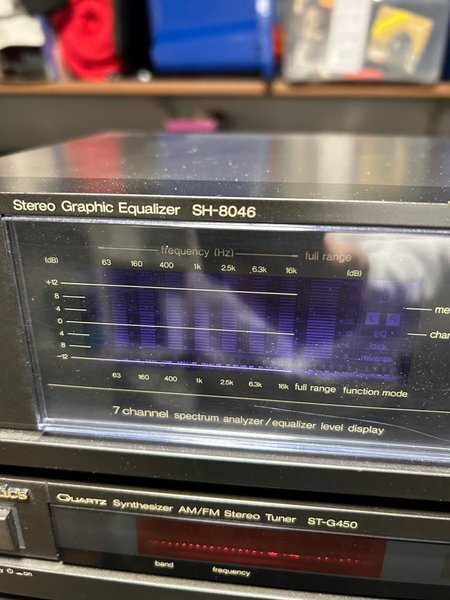 Stereo Graphic Equalizer SH-8046
frequency (Hz) full range
(dB) 63 160 400 1k 2.5k 6.3k 16k (dB)
+12
8
4
0
4
8
-12
L R
EQ
63 160 400 1k 2.5k 6.3k 16k full range function mode
7 channel spectrum analyzer/equalizer level display
QUARTZ Synthesizer AM/FM Stereo Tuner ST-G450
on
band frequency